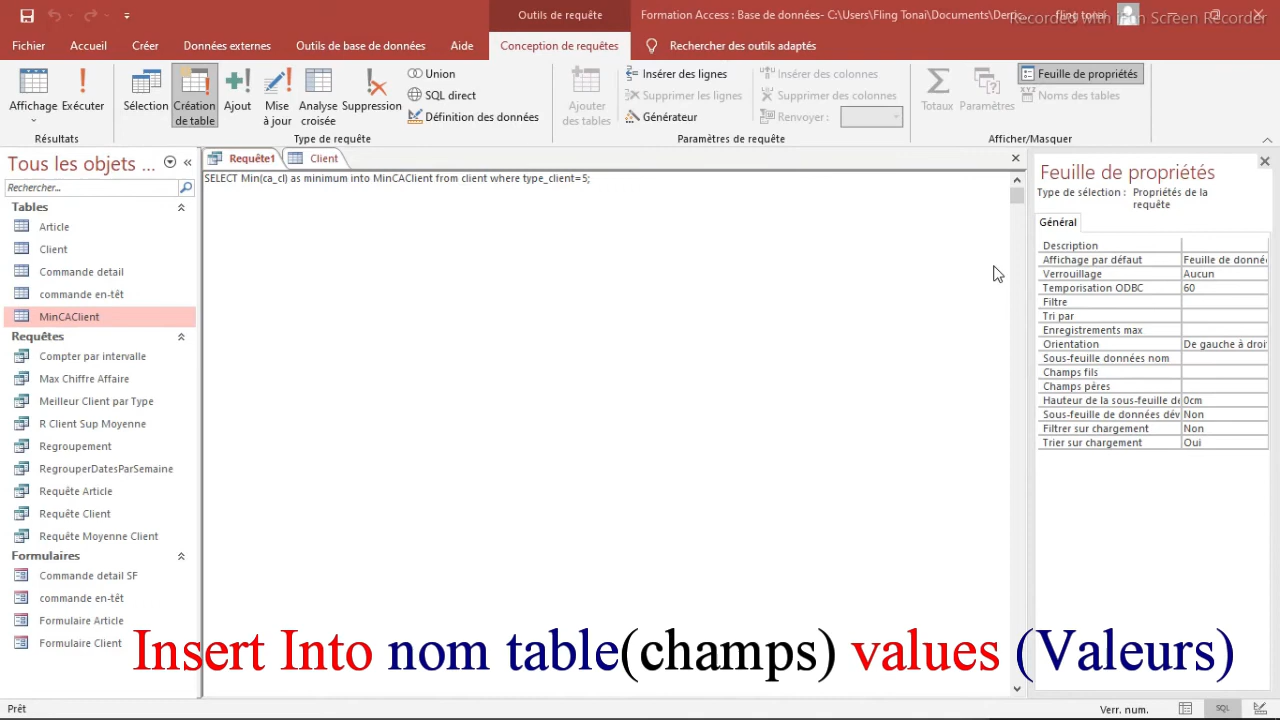 Outils de requête
Formation Access : Base de données- C:\Users\Fling Tonai\Documents\Deric...
fling tonai
Recorded with Screen Recorder
Fichier
Accueil
Créer
Données externes
Outils de base de données
Aide
Conception de requêtes
Rechercher des outils adaptés
Affichage
Exécuter
Résultats
Sélection
Création de table
Ajout
Mise à jour
Analyse croisée
Suppression
Union
SQL direct
Définition des données
Type de requête
Ajouter des tables
Insérer des lignes
Supprimer les lignes
Générateur
Insérer des colonnes
Supprimer des colonnes
Renvoyer :
Paramètres de requête
Totaux
Paramètres
Feuille de propriétés
Noms des tables
Afficher/Masquer
Tous les objets ...
Rechercher...
Tables
Article
Client
Commande detail
commande en-têt
MinCAClient
Requêtes
Compter par intervalle
Max Chiffre Affaire
Meilleur Client par Type
R Client Sup Moyenne
Regroupement
RegrouperDatesParSemaine
Requête Article
Requête Client
Requête Moyenne Client
Formulaires
Commande detail SF
commande en-têt
Formulaire Article
Formulaire Client
Requête1
Client
SELECT Min(ca_cl) as minimum into MinCAClient from client where type_client=5;
Feuille de propriétés
Type de sélection : Propriétés de la
requête
Général
Description
Affichage par défaut Feuille de donné
Verrouillage Aucun
Temporisation ODBC 60
Filtre
Tri par
Enregistrements max
Orientation De gauche à droi
Sous-feuille données nom
Champs fils
Champs pères
Hauteur de la sous-feuille de 0cm
Sous-feuille de données dév Non
Filtrer sur chargement Non
Trier sur chargement Oui
Insert Into nom table(champs) values (Valeurs)
Prêt
Verr. num.
SQL